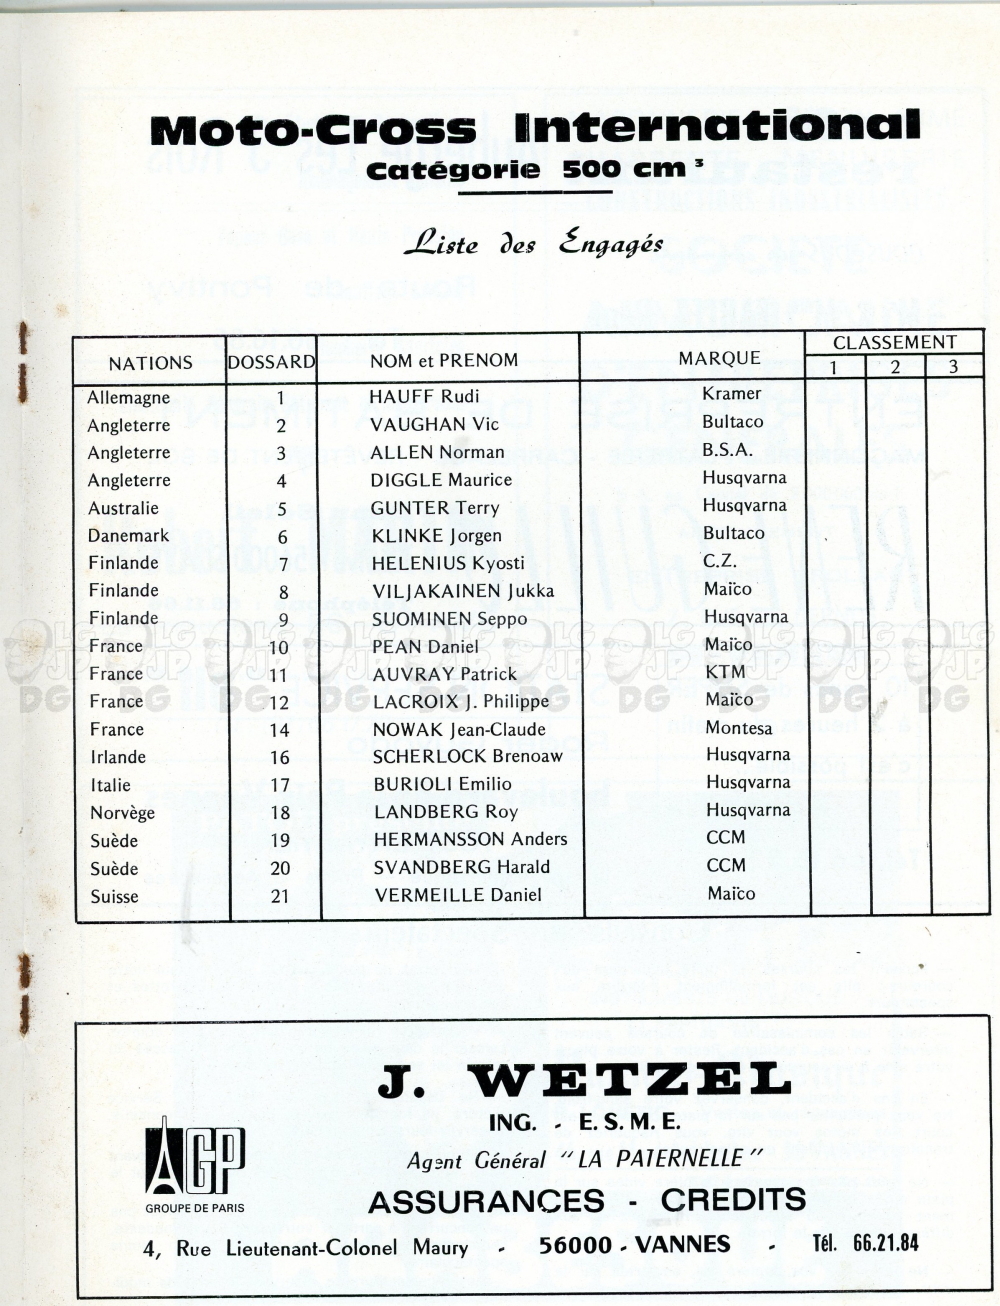 Moto-Cross International
Catégorie 500 cm³
Liste des Engagés
NATIONS DOSSARD NOM et PRENOM MARQUE CLASSEMENT
1 2 3
Allemagne 1 HAUFF Rudi Kramer
Angleterre 2 VAUGHAN Vic Bultaco
Angleterre 3 ALLEN Norman B.S.A.
Angleterre 4 DIGGLE Maurice Husqvarna
Australie 5 GUNTER Terry Husqvarna
Danemark 6 KLINKE Jorgen Bultaco
Finlande 7 HELENIUS Kyosti C.Z.
Finlande 8 VILJAKAINEN Jukka Maïco
Finlande 9 SUOMINEN Seppo Husqvarna
France 10 PEAN Daniel Maïco
France 11 AUVRAY Patrick KTM
France 12 LACROIX J. Philippe Maïco
France 14 NOWAK Jean-Claude Montesa
Irlande 16 SCHERLOCK Brenoaw Husqvarna
Italie 17 BURIOLI Emilio Husqvarna
Norvège 18 LANDBERG Roy Husqvarna
Suède 19 HERMANSSON Anders CCM
Suède 20 SVANDBERG Harald CCM
Suisse 21 VERMEILLE Daniel Maïco
J. WETZEL
ING. - E.S.M.E.
Agent Général "LA PATERNELLE"
AGP
GROUPE DE PARIS
ASSURANCES - CREDITS
4, Rue Lieutenant-Colonel Maury - 56000 - VANNES - Tél. 66.21.84